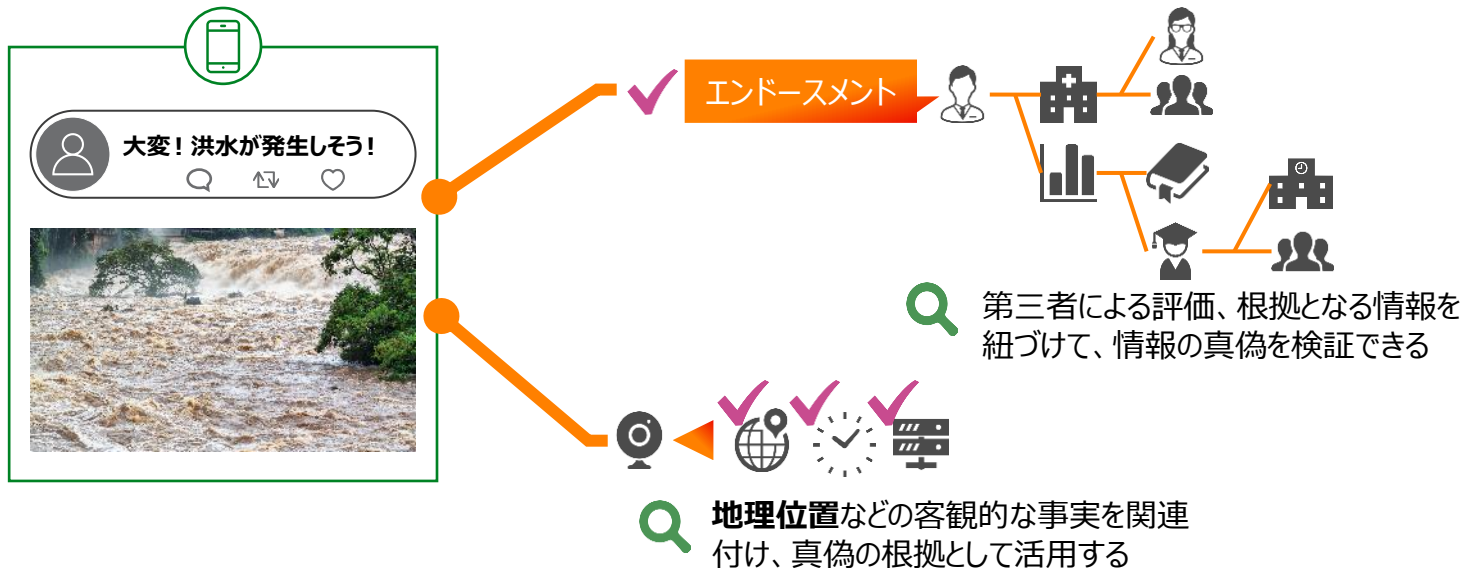 大変！洪水が発生しそう！
エンドースメント
第三者による評価、根拠となる情報を
紐づけて、情報の真偽を検証できる
地理位置などの客観的な事実を関連
付け、真偽の根拠として活用する